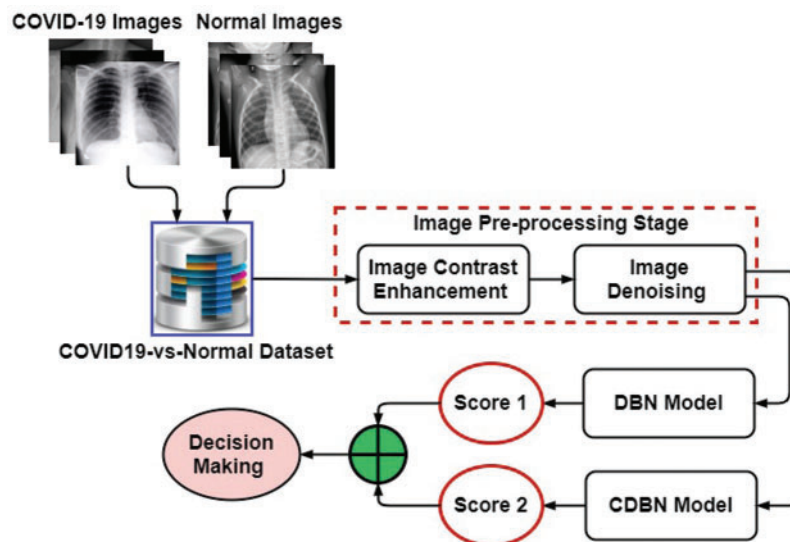 COVID-19 Images
Normal Images
Image Pre-processing Stage
Image Contrast
Enhancement
Image
Denoising
COVID19-vs-Normal Dataset
Score 1
DBN Model
Decision
Making
Score 2
CDBN Model